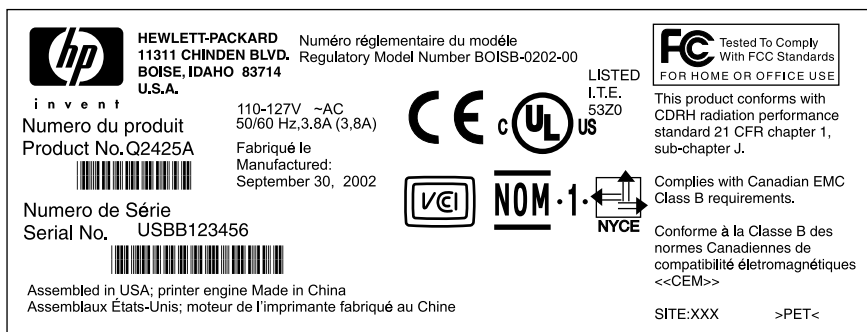 hp
invent
HEWLETT-PACKARD
11311 CHINDEN BLVD.
BOISE, IDAHO 83714
U.S.A.
Numéro réglementaire du modéle
Regulatory Model Number BOISB-0202-00
Numero du produit
Product No. Q2425A
110-127V ~AC
50/60 Hz,3.8A (3,8A)
Fabriqué le
Manufactured:
September 30, 2002
Numero de Série
Serial No. USBB123456
Assembled in USA; printer engine Made in China
Assemblaux États-Unis; moteur de l'imprimante fabriqué au Chine
CE
C UL US
LISTED
I.T.E.
53Z0
VCI
NOM·1·
NYCE
FC Tested To Comply
With FCC Standards
FOR HOME OR OFFICE USE
This product conforms with
CDRH radiation performance
standard 21 CFR chapter 1,
sub-chapter J.
Complies with Canadian EMC
Class B requirements.
Conforme à la Classe B des
normes Canadiennes de
compatibilité életromagnétiques
<<CEM>>
SITE:XXX >PET<